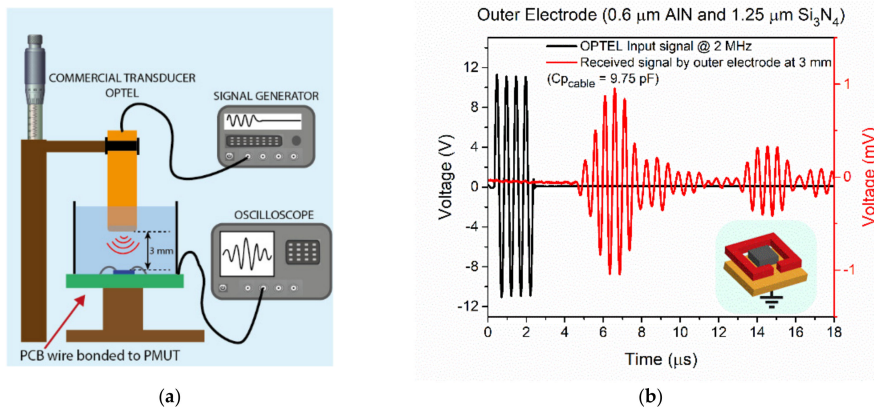 COMMERCIAL TRANSDUCER
OPTEL
SIGNAL GENERATOR
OSCILLOSCOPE
3 mm
PCB wire bonded to PMUT
(a)
Outer Electrode (0.6 μm AlN and 1.25 μm Si₃N₄)
OPTEL Input signal @ 2 MHz
Received signal by outer electrode at 3 mm
(Cp_cable = 9.75 pF)
Voltage (V)
12
8
4
0
-4
-8
-12
Voltage (mV)
1
0
-1
0 2 4 6 8 10 12 14 16 18
Time (μs)
(b)